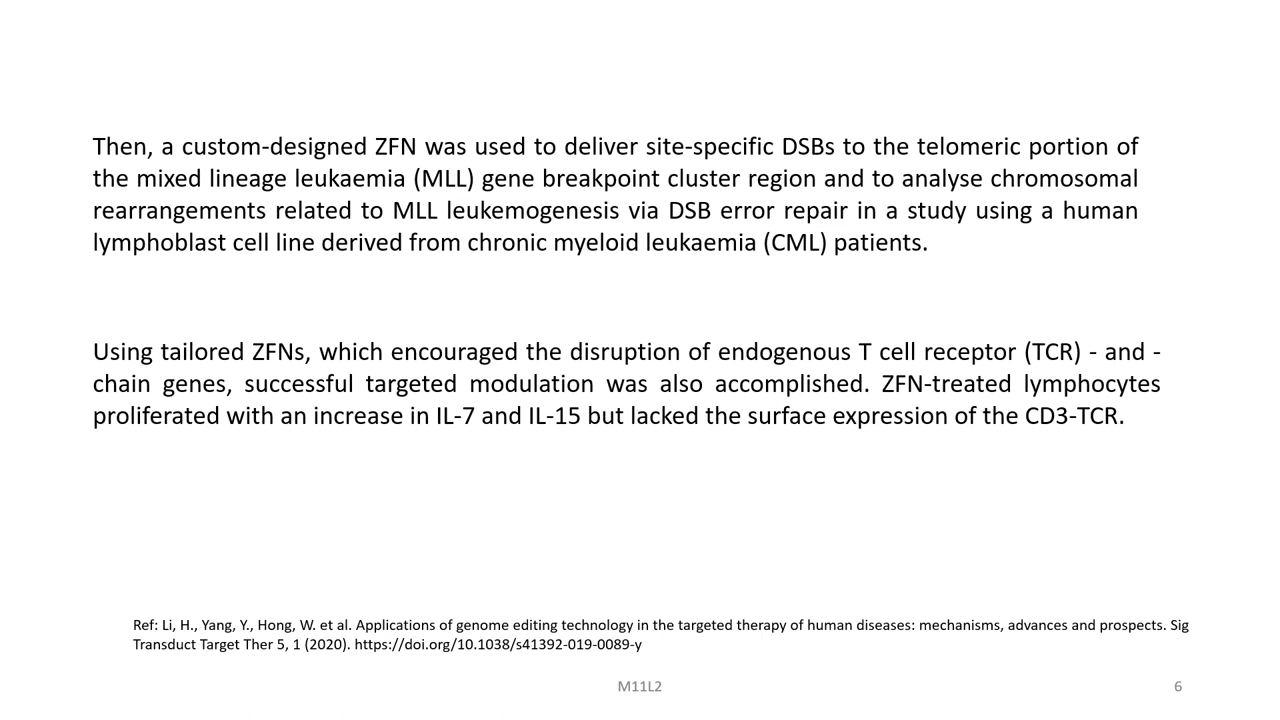 Then, a custom-designed ZFN was used to deliver site-specific DSBs to the telomeric portion of
the mixed lineage leukaemia (MLL) gene breakpoint cluster region and to analyse chromosomal
rearrangements related to MLL leukemogenesis via DSB error repair in a study using a human
lymphoblast cell line derived from chronic myeloid leukaemia (CML) patients.
Using tailored ZFNs, which encouraged the disruption of endogenous T cell receptor (TCR) - and -
chain genes, successful targeted modulation was also accomplished. ZFN-treated lymphocytes
proliferated with an increase in IL-7 and IL-15 but lacked the surface expression of the CD3-TCR.
Ref: Li, H., Yang, Y., Hong, W. et al. Applications of genome editing technology in the targeted therapy of human diseases: mechanisms, advances and prospects. Sig
Transduct Target Ther 5, 1 (2020). https://doi.org/10.1038/s41392-019-0089-y
M11L2
6